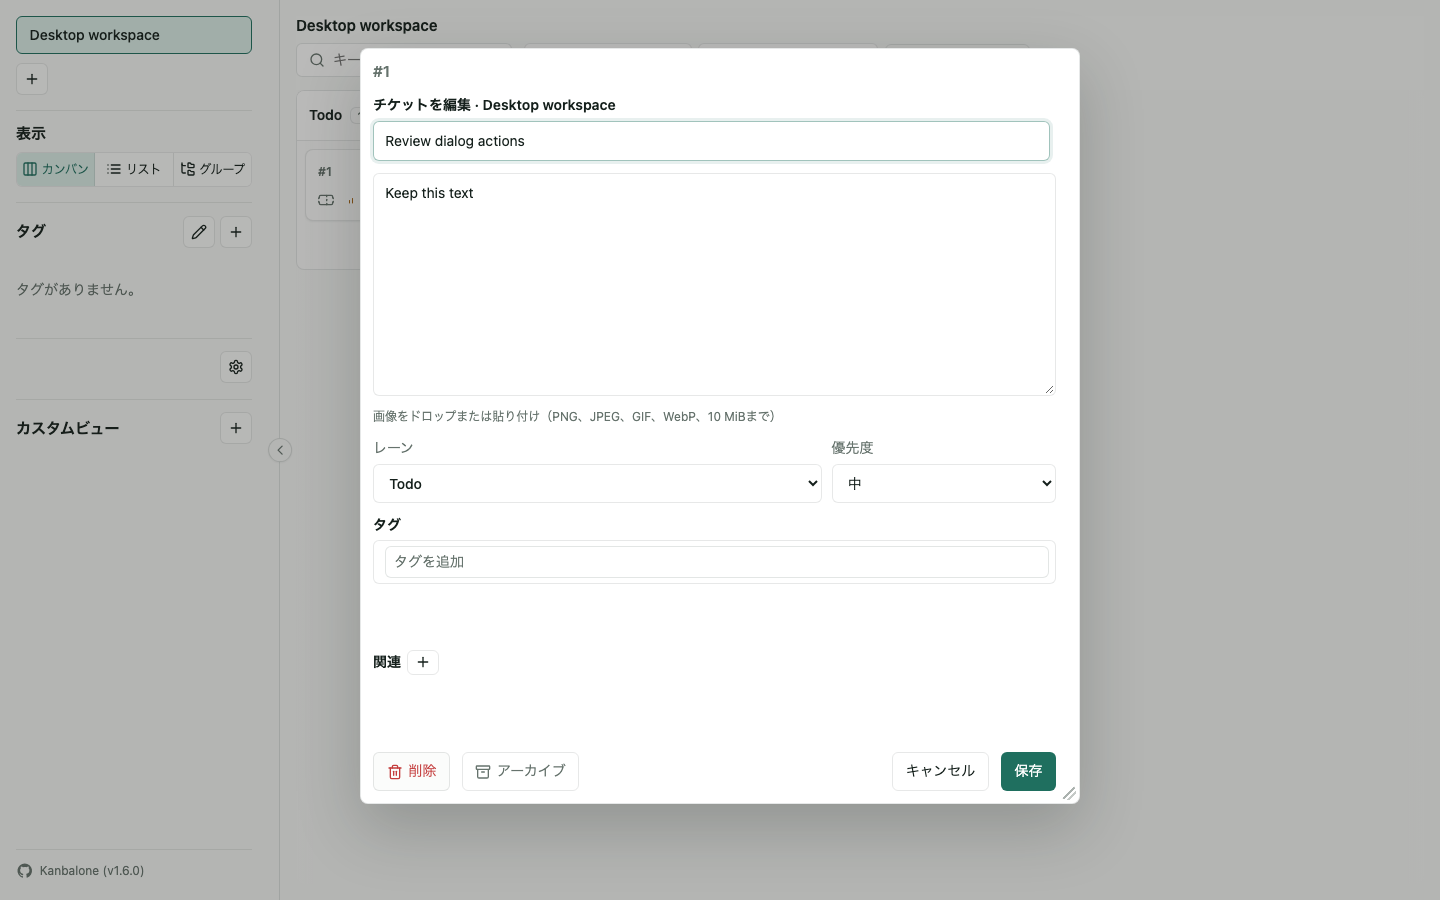 Desktop workspace
表示
カンバン
リスト
グループ
タグ
タグがありません。
カスタムビュー
Kanbalone (v1.6.0)
Desktop workspace
キー
Todo
#1
#1
チケットを編集 · Desktop workspace
Review dialog actions
Keep this text
画像をドロップまたは貼り付け（PNG、JPEG、GIF、WebP、10 MiBまで）
レーン
優先度
Todo
中
タグ
タグを追加
関連
削除
アーカイブ
キャンセル
保存